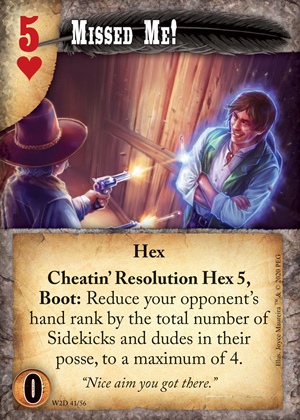 5
MISSED ME!
Hex
Cheatin' Resolution Hex 5,
Boot: Reduce your opponent's
hand rank by the total number of
Sidekicks and dudes in their
posse, to a maximum of 4.
"Nice aim you got there."
0
W2D 41/56